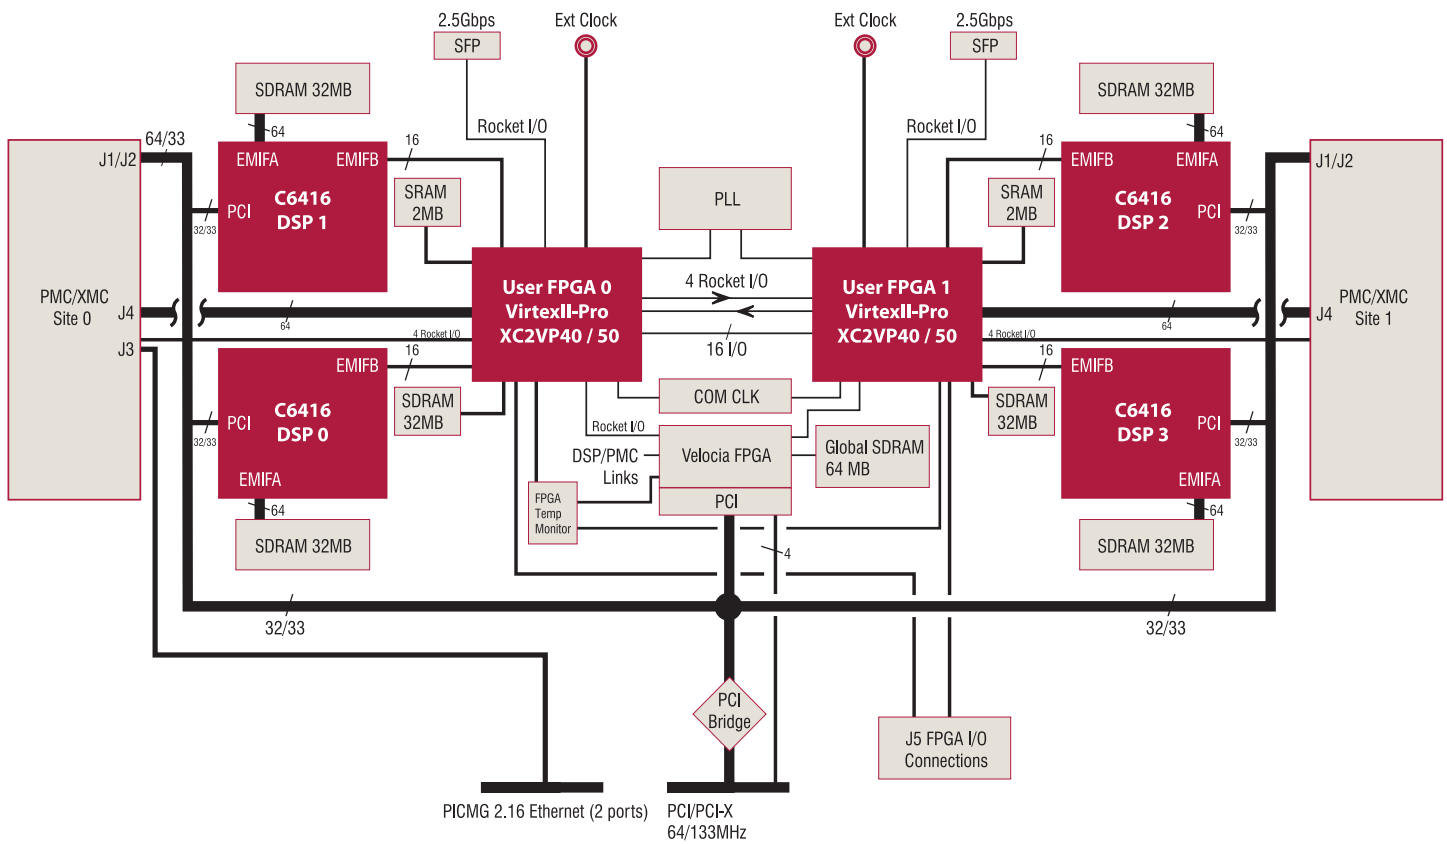 2.5Gbps
Ext Clock
Ext Clock
2.5Gbps
SFP
SFP
SDRAM 32MB
SDRAM 32MB
64
64
Rocket I/O
Rocket I/O
64/33
16
16
J1/J2
EMIFA
EMIFB
EMIFB
EMIFA
J1/J2
C6416
DSP 1
SRAM
2MB
PLL
SRAM
2MB
C6416
DSP 2
PCI
32/33
PCI
32/33
User FPGA 0
VirtexII-Pro
XC2VP40 / 50
4 Rocket I/O
User FPGA 1
VirtexII-Pro
XC2VP40 / 50
PMC/XMC
Site 0
J4
64
64
J4
PMC/XMC
Site 1
4 Rocket I/O
16 I/O
4 Rocket I/O
J3
EMIFB
16
16
EMIFB
C6416
DSP 0
SDRAM
32MB
COM CLK
SDRAM
32MB
C6416
DSP 3
PCI
32/33
PCI
32/33
Rocket I/O
DSP/PMC
Links
Velocia FPGA
Global SDRAM
64 MB
EMIFA
EMIFA
FPGA
Temp
Monitor
PCI
64
64
SDRAM 32MB
SDRAM 32MB
4
32/33
32/33
PCI
Bridge
J5 FPGA I/O
Connections
PICMG 2.16 Ethernet (2 ports)
PCI/PCI-X
64/133MHz